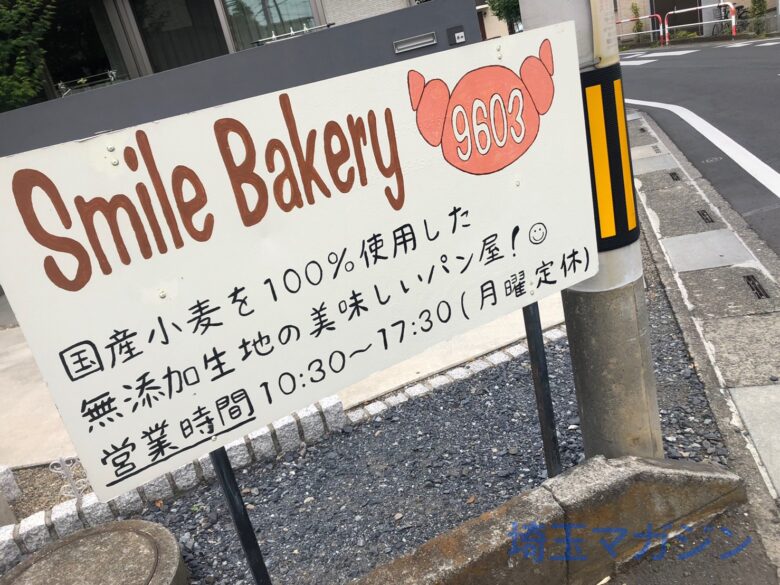 Smile Bakery
9603
国産小麦を100%使用した
無添加生地の美味しいパン屋!☺
営業時間10:30〜17:30(月曜定休)
埼玉マガジン